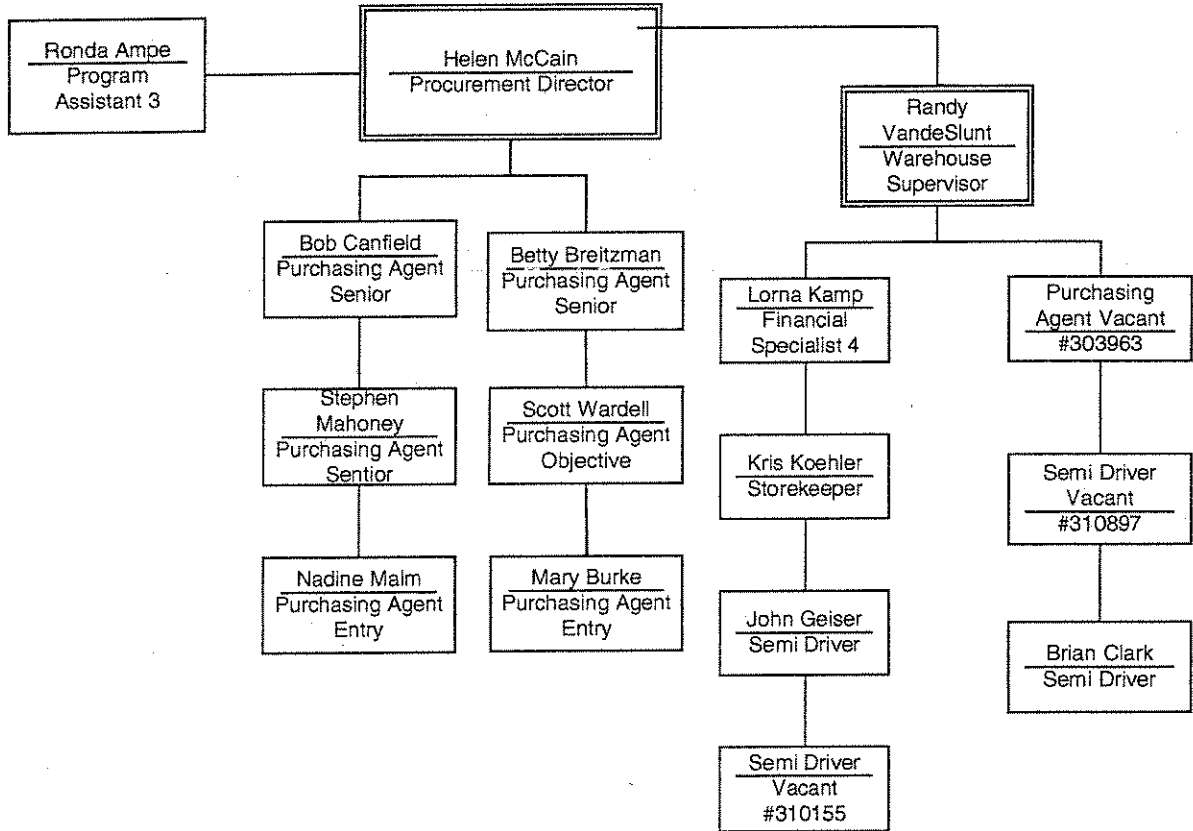 Ronda Ampe
Program
Assistant 3
Helen McCain
Procurement Director
Randy
VandeSlunt
Warehouse
Supervisor
Bob Canfield
Purchasing Agent
Senior
Betty Breitzman
Purchasing Agent
Senior
Lorna Kamp
Financial
Specialist 4
Purchasing
Agent Vacant
#303963
Stephen
Mahoney
Purchasing Agent
Sentior
Scott Wardell
Purchasing Agent
Objective
Kris Koehler
Storekeeper
Semi Driver
Vacant
#310897
Nadine Malm
Purchasing Agent
Entry
Mary Burke
Purchasing Agent
Entry
John Geiser
Semi Driver
Brian Clark
Semi Driver
Semi Driver
Vacant
#310155